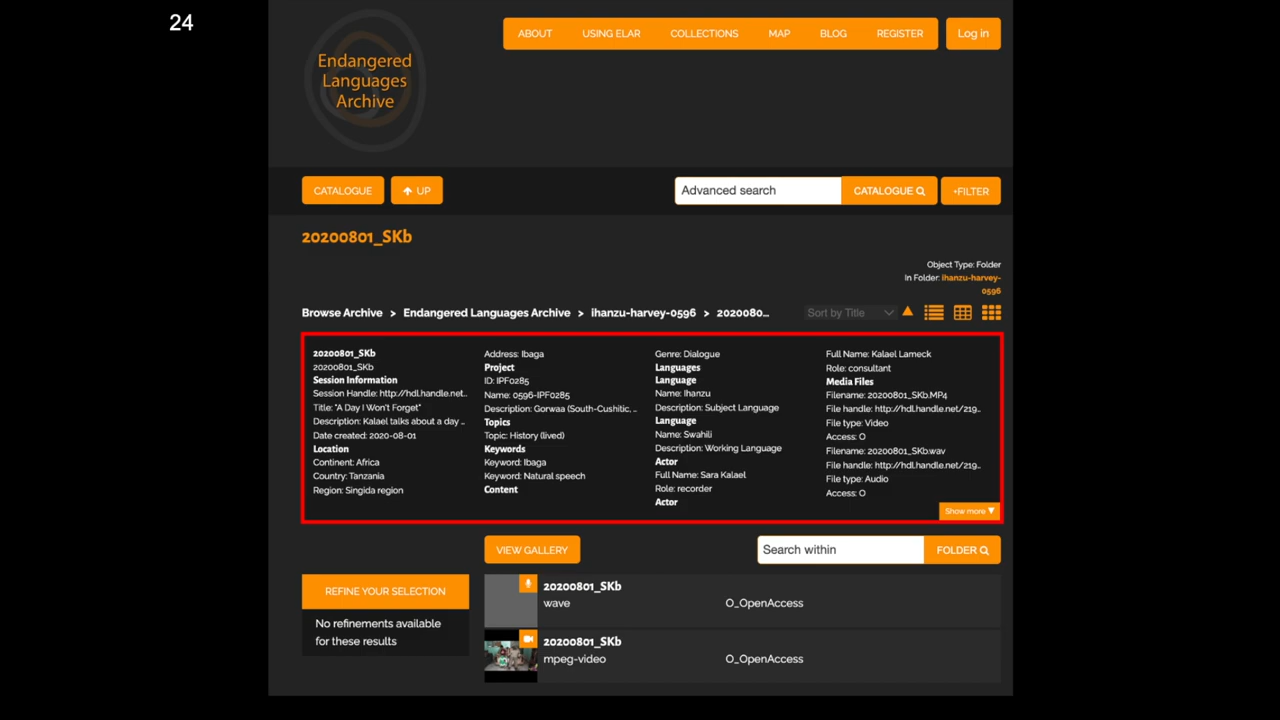 24
Endangered
Languages
Archive
ABOUT
USING ELAR
COLLECTIONS
MAP
BLOG
REGISTER
Log in
CATALOGUE
UP
Advanced search
CATALOGUE
+FILTER
20200801_SKb
Object Type: Folder
In Folder: ihanzu-harvey-
0596
Browse Archive > Endangered Languages Archive > ihanzu-harvey-0596 > 2020080...
Sort by Title
20200801_SKb
20200801_SKb
Session Information
Session Handle: http://hdl.handle.net..
Title: "A Day I Won't Forget"
Description: Kalael talks about a day ..
Date created: 2020-08-01
Location
Continent: Africa
Country: Tanzania
Region: Singida region
Address: Ibaga
Project
ID: IPF0285
Name: 0596-IPF0285
Description: Gorwaa (South-Cushitic, ..
Topics
Topic: History (lived)
Keywords
Keyword: Ibaga
Keyword: Natural speech
Content
Genre: Dialogue
Languages
Language
Name: Ihanzu
Description: Subject Language
Language
Name: Swahili
Description: Working Language
Actor
Full Name: Sara Kalael
Role: recorder
Actor
Full Name: Kalael Lameck
Role: consultant
Media Files
Filename: 20200801_SKb.MP4
File handle: http://hdl.handle.net/219..
File type: Video
Access: O
Filename: 20200801_SKb.wav
File handle: http://hdl.handle.net/219..
File type: Audio
Access: O
Show more
VIEW GALLERY
Search within
FOLDER
REFINE YOUR SELECTION
No refinements available
for these results
20200801_SKb
wave
O_OpenAccess
20200801_SKb
mpeg-video
O_OpenAccess